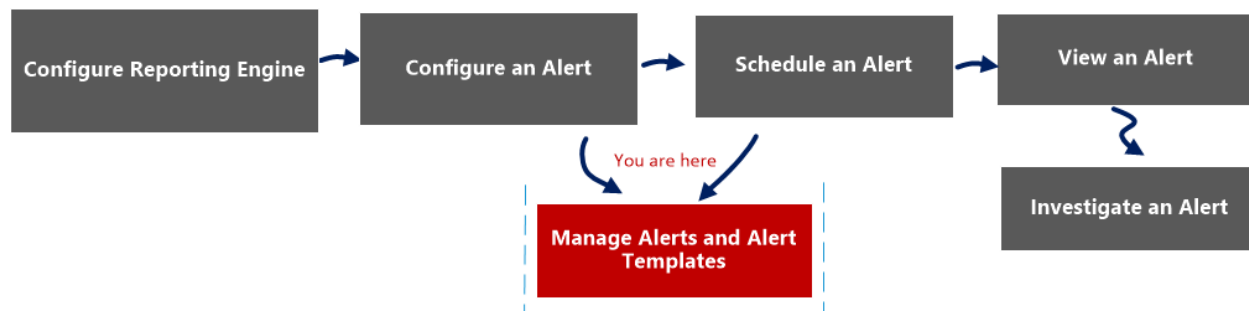 Configure Reporting Engine
Configure an Alert
Schedule an Alert
View an Alert
You are here
Manage Alerts and Alert
Templates
Investigate an Alert